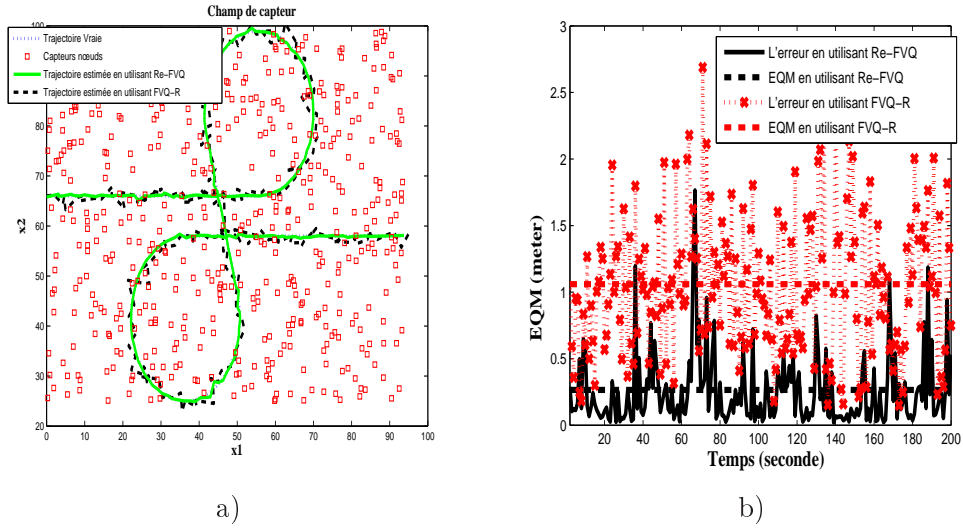 Champ de capteur
Trajectoire Vraie
Capteurs nœuds
Trajectoire estimée en utilisant Re−FVQ
Trajectoire estimée en utilisant FVQ−R
100
90
80
70
60
50
40
30
20
x2
0 10 20 30 40 50 60 70 80 90 100
x1
a)
L'erreur en utilisant Re−FVQ
EQM en utilisant Re−FVQ
L'erreur en utilisant FVQ−R
EQM en utilisant FVQ−R
3
2.5
2
1.5
1
0.5
0
EQM (meter)
20 40 60 80 100 120 140 160 180 200
Temps (seconde)
b)